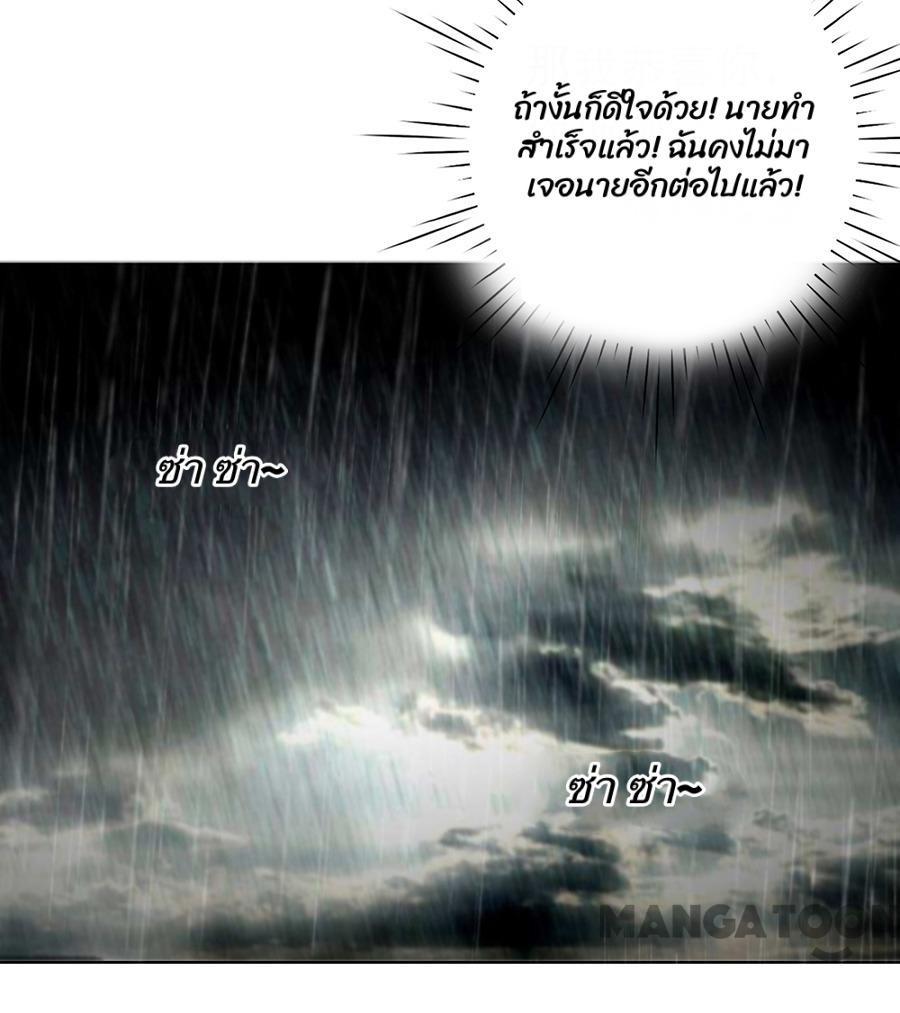 ถ้างั้นก็ดีใจด้วย! นายทำ
สำเร็จแล้ว! ฉันคงไม่มา
เจอนายอีกต่อไปแล้ว!
ซ่า ซ่า~
ซ่า ซ่า~
MANGATOON